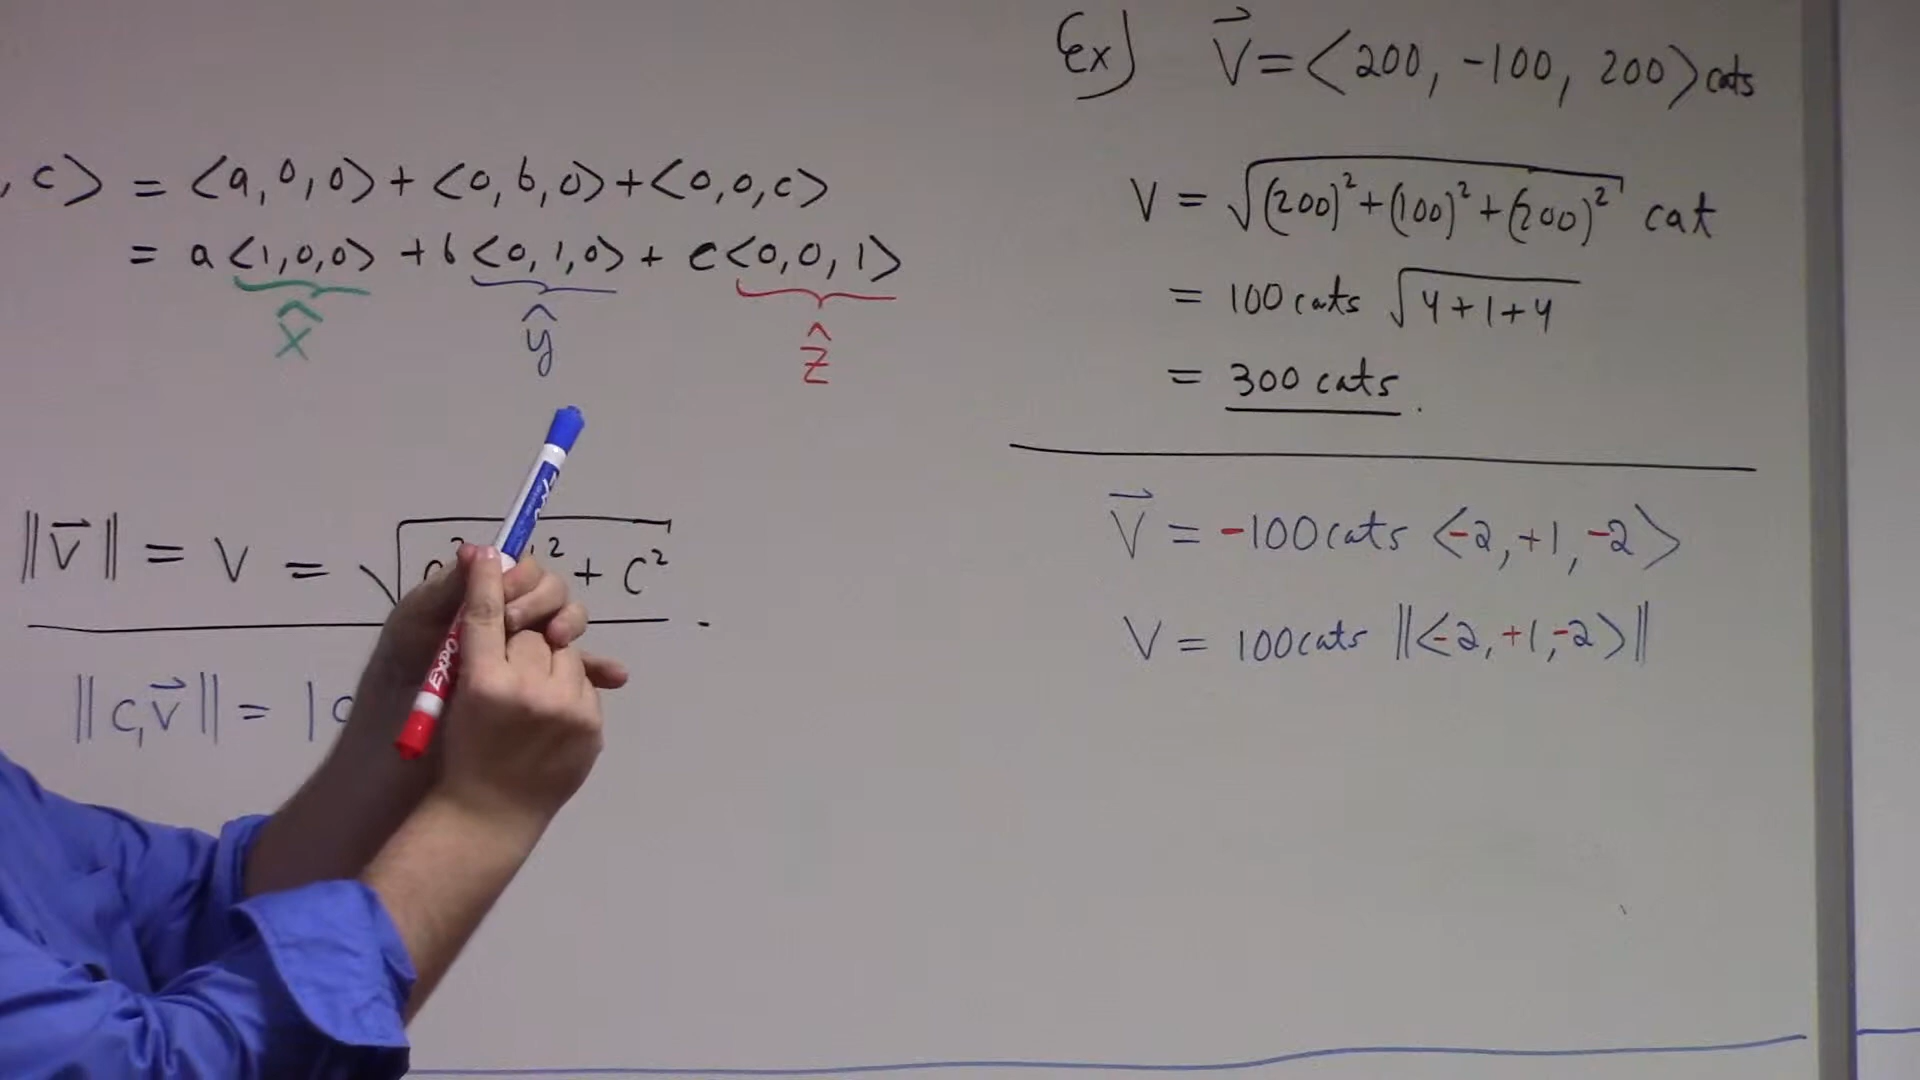 , c> = <a,0,0> + <0,b,0> + <0,0,c>
= a<1,0,0> + b<0,1,0> + c<0,0,1>
x̂ ŷ ẑ
‖v⃗‖ = v = √ ² ² + c²
‖c₁v⃗‖ = |c
EXPO
Ex) V⃗ = <200, -100, 200> cats
V = √(200)² + (100)² + (200)² cat
= 100 cats √4+1+4
= 300 cats.
V⃗ = -100 cats <-2, +1, -2>
V = 100 cats ‖<-2, +1, -2>‖